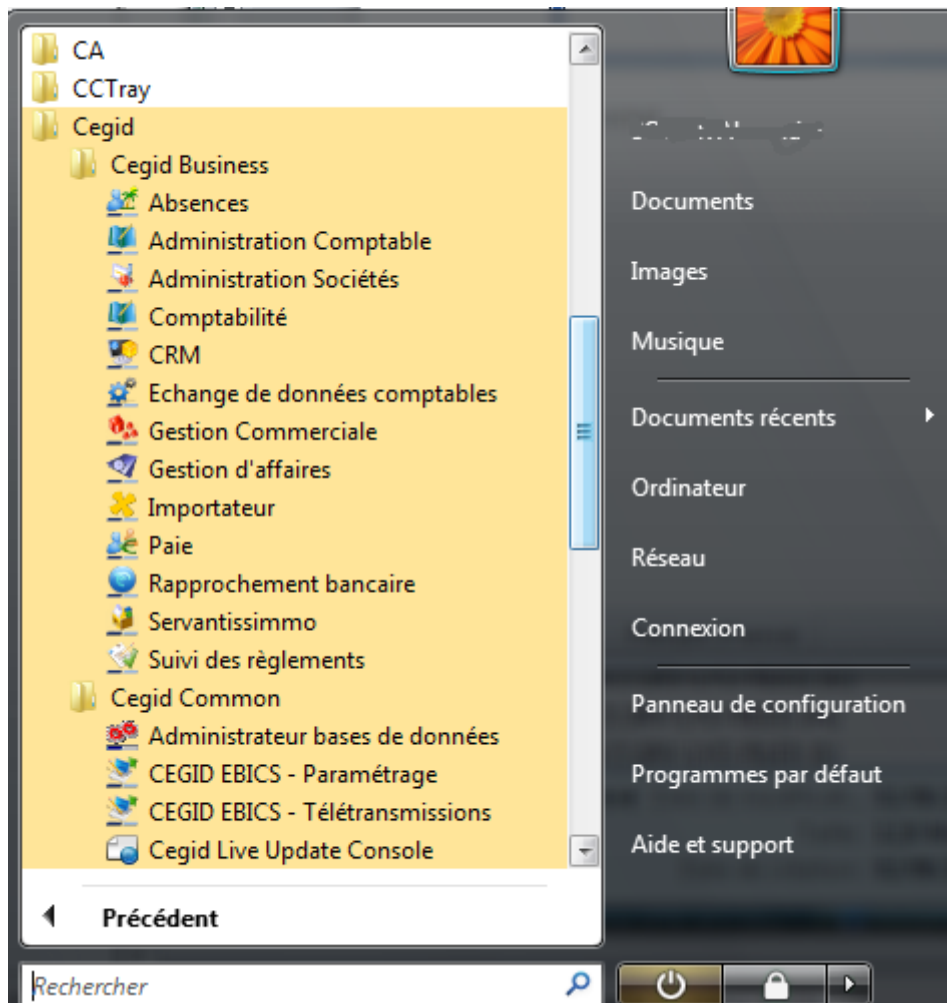 CA
CCTray
Cegid
Cegid Business
Absences
Administration Comptable
Administration Sociétés
Comptabilité
CRM
Echange de données comptables
Gestion Commerciale
Gestion d'affaires
Importateur
Paie
Rapprochement bancaire
Servantissimmo
Suivi des règlements
Cegid Common
Administrateur bases de données
CEGID EBICS - Paramétrage
CEGID EBICS - Télétransmissions
Cegid Live Update Console
Précédent
Rechercher
Documents
Images
Musique
Documents récents
Ordinateur
Réseau
Connexion
Panneau de configuration
Programmes par défaut
Aide et support